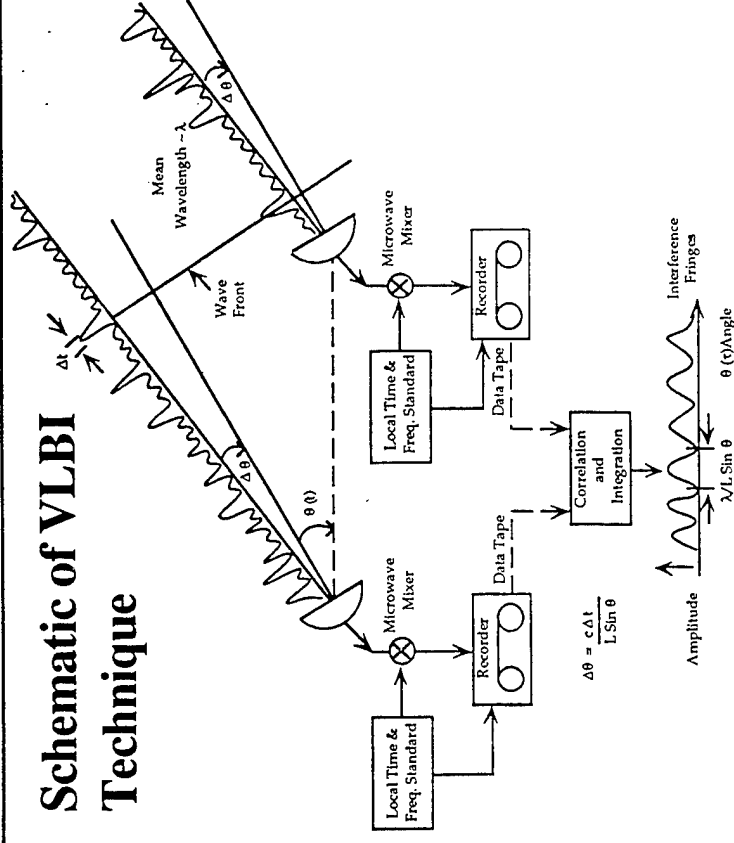 Schematic of VLBI
Technique
Δt
Mean
Wavelength ~λ
Δθ
Wave
Front
Δθ
θ (t)
Microwave
Mixer
Microwave
Mixer
Local Time &
Freq. Standard
Local Time &
Freq. Standard
Recorder
Recorder
Data Tape
Data Tape
Correlation
and
Integration
Δθ = c Δt
L Sin θ
Amplitude
Interference
Fringes
λ/L Sin θ
θ (τ)Angle